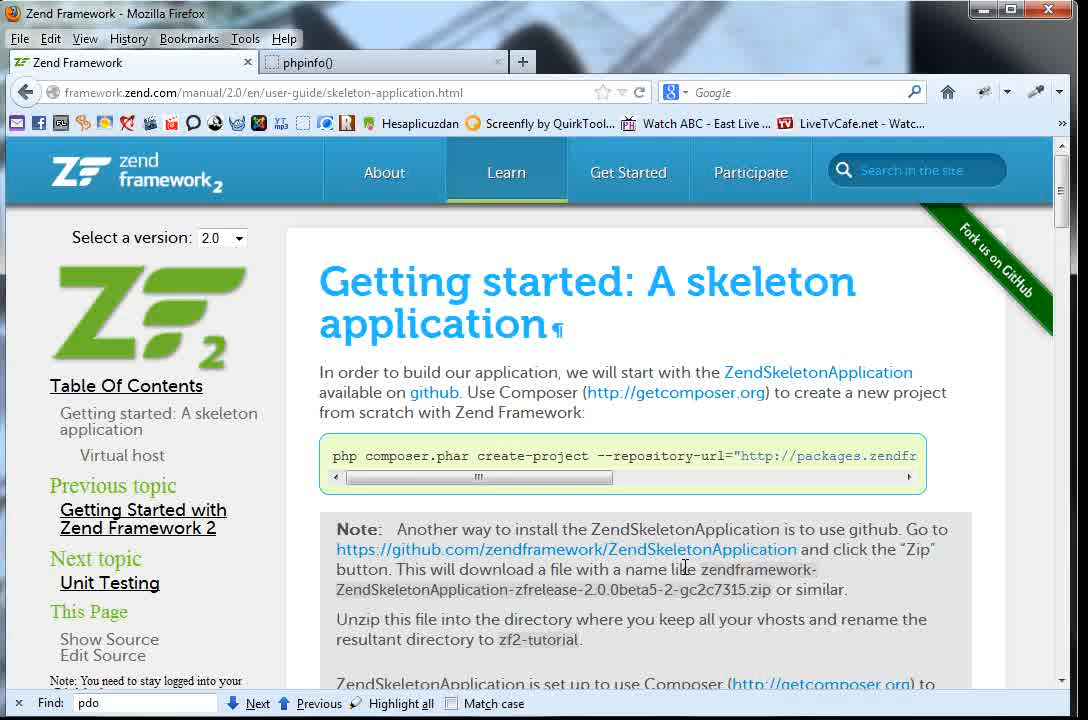 Zend Framework - Mozilla Firefox
File Edit View History Bookmarks Tools Help
Zend Framework
phpinfo()
framework.zend.com/manual/2.0/en/user-guide/skeleton-application.html
Google
Hesaplicuzdan
Screenfly by QuirkTool...
Watch ABC - East Live ...
LiveTvCafe.net - Watc...
zend
framework2
About
Learn
Get Started
Participate
Search in the site
Fork us on GitHub
Select a version: 2.0
ZF2
Table Of Contents
Getting started: A skeleton
application
Virtual host
Previous topic
Getting Started with
Zend Framework 2
Next topic
Unit Testing
This Page
Show Source
Edit Source
Note: You need to stay logged into your
Getting started: A skeleton
application¶
In order to build our application, we will start with the ZendSkeletonApplication
available on github. Use Composer (http://getcomposer.org) to create a new project
from scratch with Zend Framework:
php composer.phar create-project --repository-url="http://packages.zendfr
Note: Another way to install the ZendSkeletonApplication is to use github. Go to
https://github.com/zendframework/ZendSkeletonApplication and click the “Zip”
button. This will download a file with a name like zendframework-
ZendSkeletonApplication-zfrelease-2.0.0beta5-2-gc2c7315.zip or similar.
Unzip this file into the directory where you keep all your vhosts and rename the
resultant directory to zf2-tutorial.
ZendSkeletonApplication is set up to use Composer (http://getcomposer.org) to
Find: pdo
Next
Previous
Highlight all
Match case